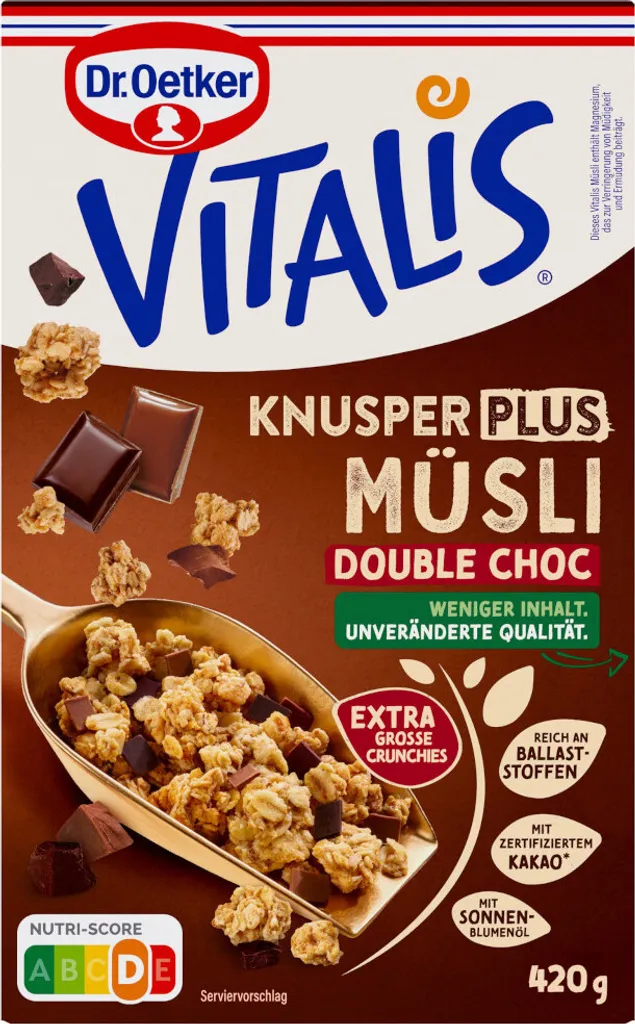 Dr.Oetker
VITALIS
®
Dieses Vitalis Müsli enthält Magnesium,
das zur Verringerung von Müdigkeit
und Ermüdung beiträgt.
KNUSPER PLUS
MÜSLI
DOUBLE CHOC
WENIGER INHALT.
UNVERÄNDERTE QUALITÄT.
EXTRA
GROSSE
CRUNCHIES
REICH AN
BALLAST-
STOFFEN
MIT
ZERTIFIZIERTEM
KAKAO*
MIT
SONNEN-
BLUMENÖL
NUTRI-SCORE
A B C D E
Serviervorschlag
420g